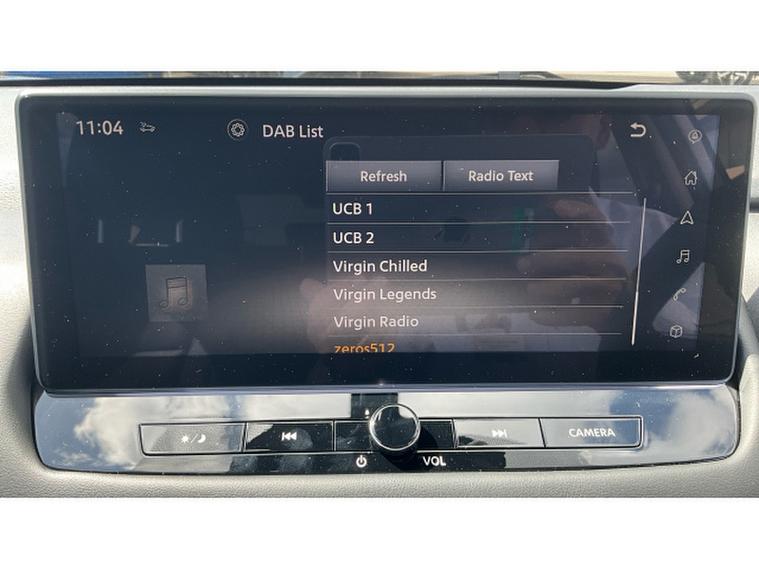 11:04 DAB List
Refresh Radio Text
UCB 1
UCB 2
Virgin Chilled
Virgin Legends
Virgin Radio
zeros512
CAMERA
VOL